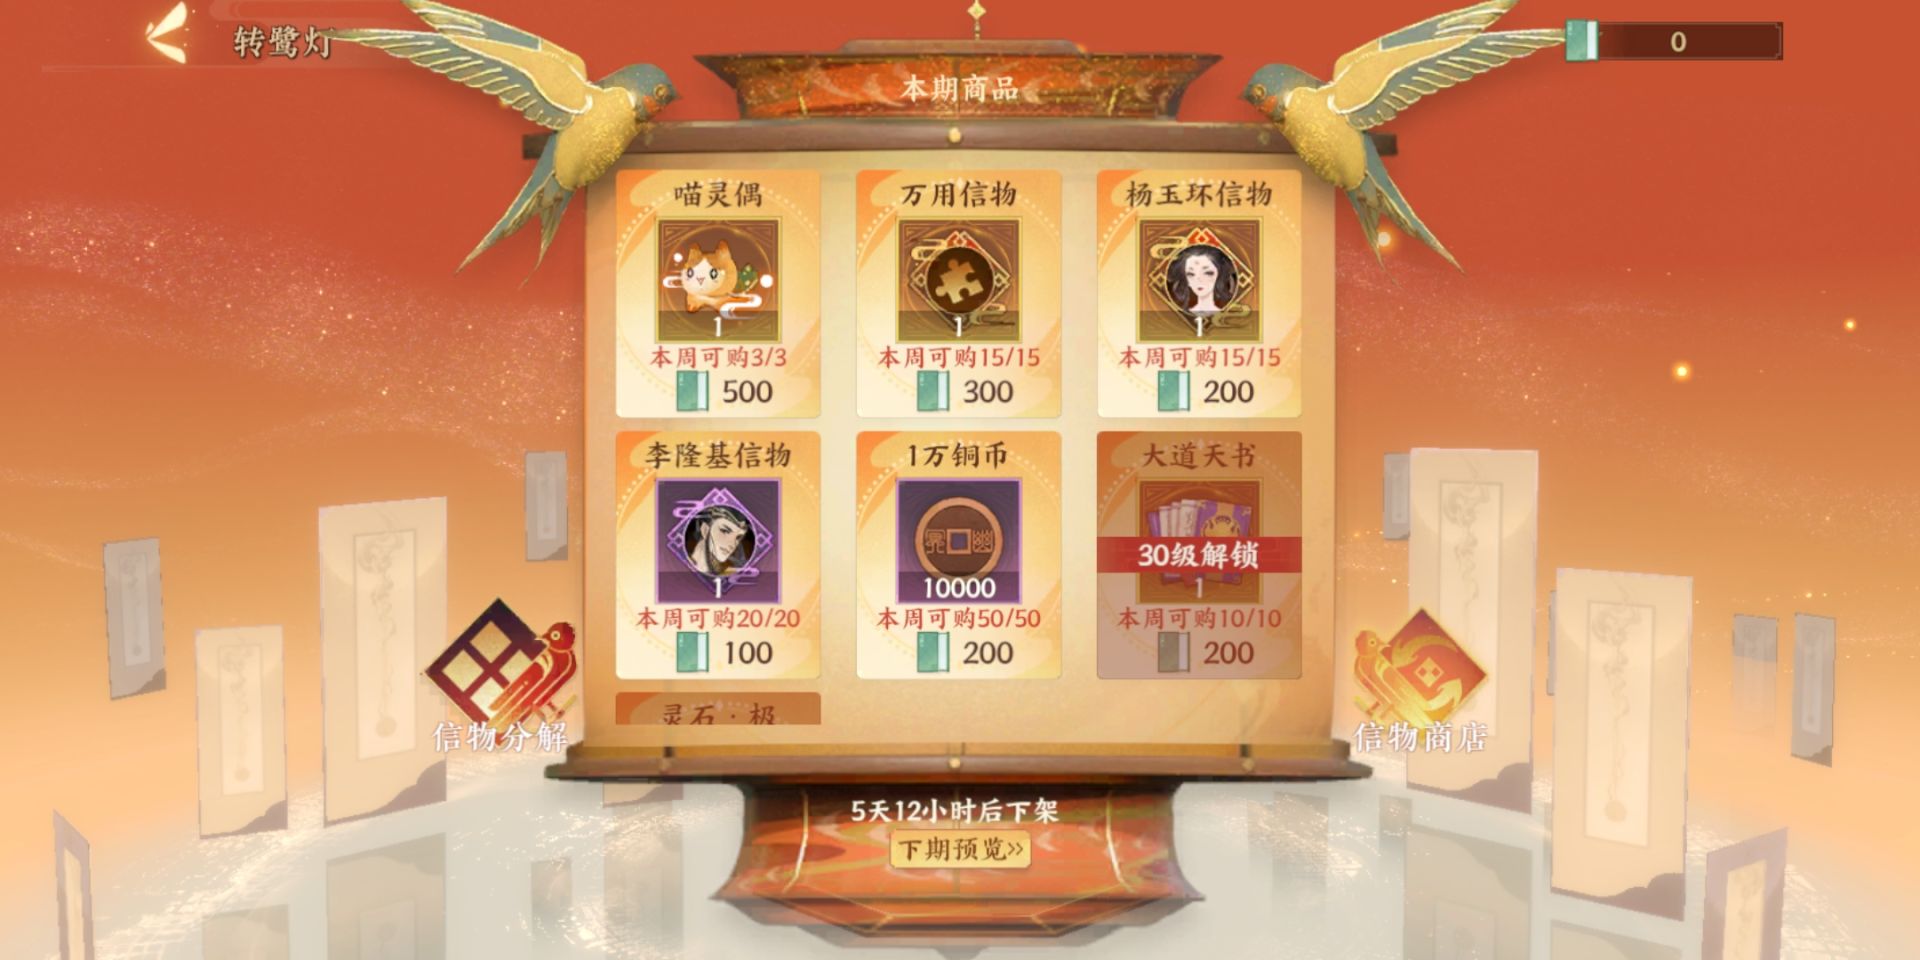 转鹭灯
0
本期商品
喵灵偶
1
本周可购3/3
500
万用信物
1
本周可购15/15
300
杨玉环信物
1
本周可购15/15
200
李隆基信物
1
本周可购20/20
100
1万铜币
10000
本周可购50/50
200
大道天书
30级解锁
1
本周可购10/10
200
灵石·极
信物分解
信物商店
5天12小时后下架
下期预览>>